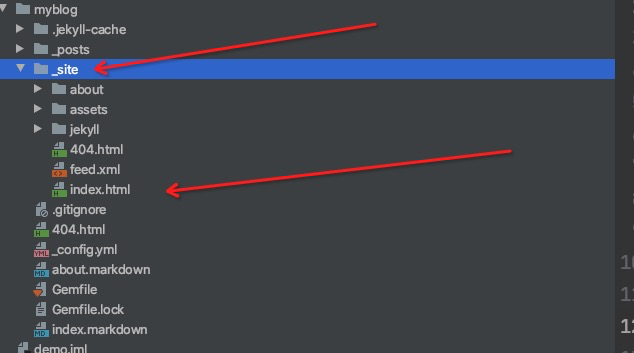 myblog
.jekyll-cache
_posts
_site
about
assets
jekyll
404.html
feed.xml
index.html
.gitignore
404.html
_config.yml
about.markdown
Gemfile
Gemfile.lock
index.markdown
demo.iml